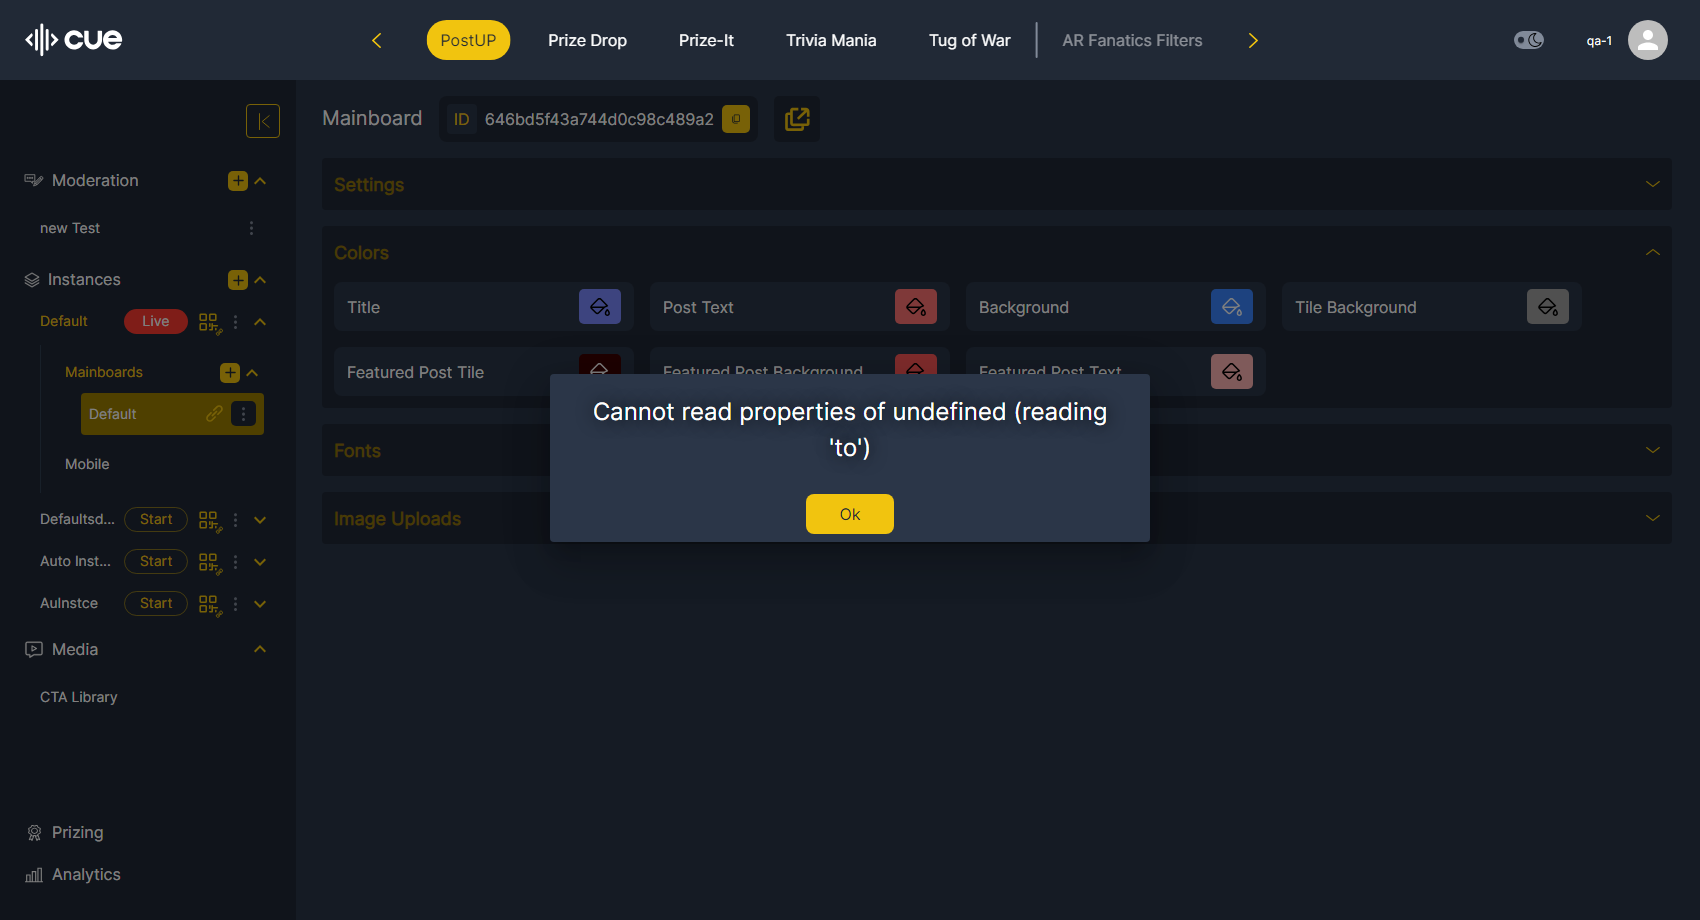 cue
PostUP
Prize Drop
Prize-It
Trivia Mania
Tug of War
AR Fanatics Filters
qa-1
Mainboard
ID
646bd5f43a744d0c98c489a2
Moderation
new Test
Instances
Default
Live
Mainboards
Default
Mobile
Defaultsd...
Start
Auto Inst...
Start
AuInstce
Start
Media
CTA Library
Prizing
Analytics
Settings
Colors
Title
Post Text
Background
Tile Background
Featured Post Tile
Featured Post Background
Featured Post Text
Cannot read properties of undefined (reading
'to')
Ok
Fonts
Image Uploads